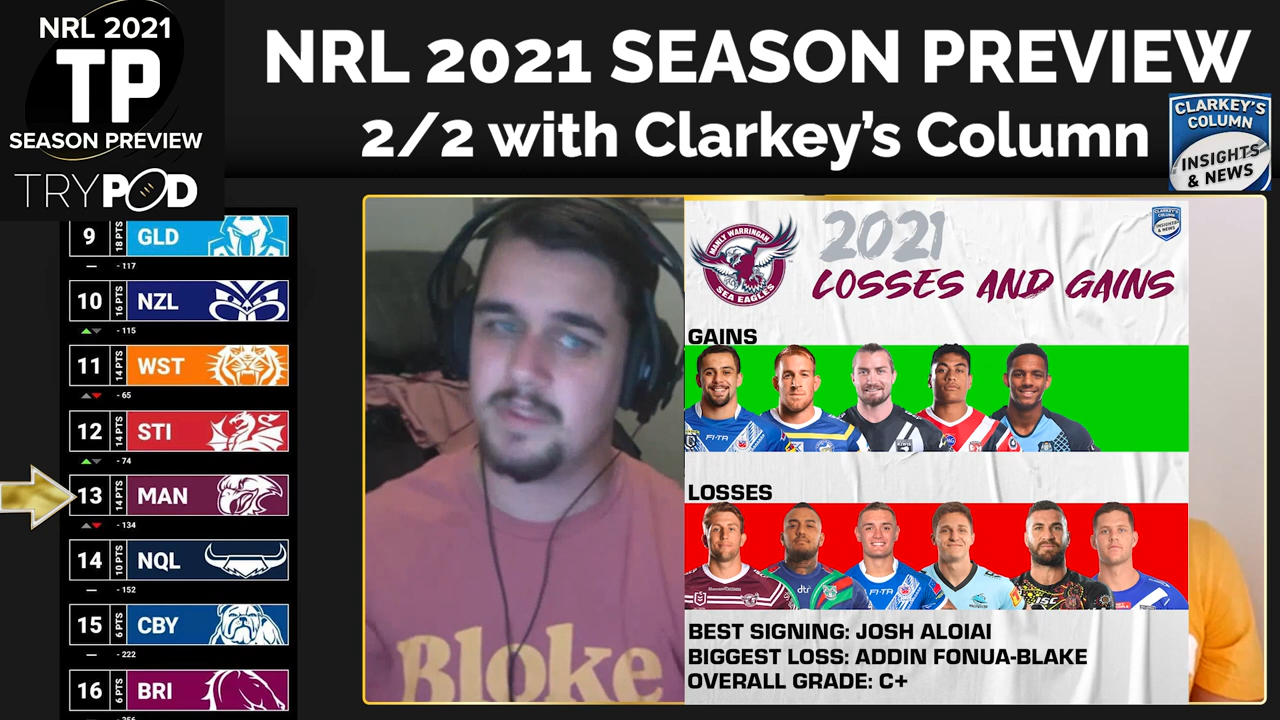 NRL 2021
TP
SEASON PREVIEW
TRYPOD
NRL 2021 SEASON PREVIEW
2/2 with Clarkey's Column
CLARKEY'S
COLUMN
INSIGHTS
& NEWS
9 18 PTS GLD
- 117
10 16 PTS NZL
- 115
11 14 PTS WST
- 65
12 14 PTS STI
- 74
13 14 PTS MAN
- 134
14 10 PTS NQL
- 152
15 6 PTS CBY
- 222
16 6 PTS BRI
Bloke
MANLY WARRINGAH
SEA EAGLES
2021
LOSSES AND GAINS
GAINS
LOSSES
BEST SIGNING: JOSH ALOIAI
BIGGEST LOSS: ADDIN FONUA-BLAKE
OVERALL GRADE: C+